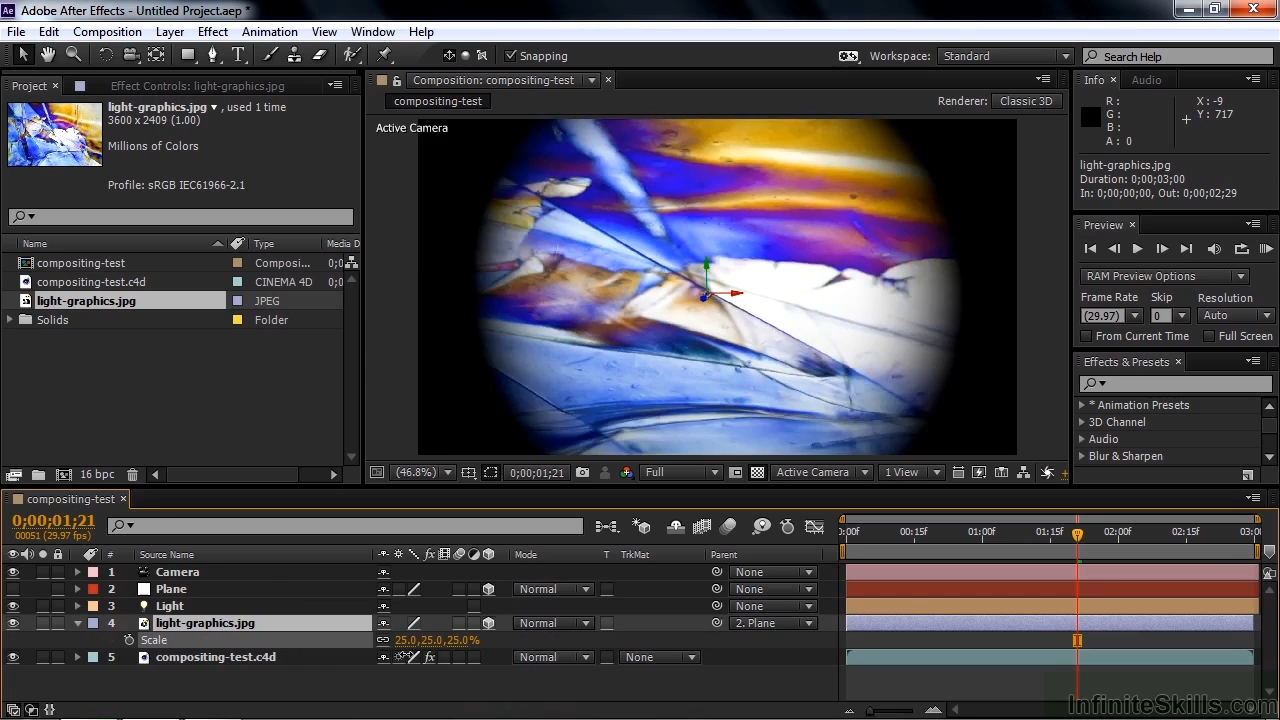 Adobe After Effects - Untitled Project.aep *
File Edit Composition Layer Effect Animation View Window Help
Snapping
Workspace: Standard
Search Help
Project
Effect Controls: light-graphics.jpg
Composition: compositing-test
Info
Audio
light-graphics.jpg , used 1 time
3600 x 2409 (1.00)
Millions of Colors
Profile: sRGB IEC61966-2.1
compositing-test
Renderer: Classic 3D
Active Camera
R :
G :
B :
A : 0
X : -9
Y : 717
light-graphics.jpg
Duration: 0;00;03;00
In: 0;00;00;00, Out: 0;00;02;29
Name Type Media D
compositing-test Composi... 0;0
compositing-test.c4d CINEMA 4D 0;0
light-graphics.jpg JPEG
Solids Folder
16 bpc
Preview
RAM Preview Options
Frame Rate Skip Resolution
(29.97) 0 Auto
From Current Time Full Screen
Effects & Presets
* Animation Presets
3D Channel
Audio
Blur & Sharpen
(46.8%) 0;00;01;21 Full Active Camera 1 View
compositing-test
0;00;01;21
00051 (29.97 fps)
:00f 00:15f 01:00f 01:15f 02:00f 02:15f 03:00
# Source Name fx Mode T TrkMat Parent
1 Camera None
2 Plane Normal None
3 Light None
4 light-graphics.jpg Normal 2. Plane
Scale 25.0,25.0,25.0%
5 compositing-test.c4d fx Normal None
InfiniteSkills.com